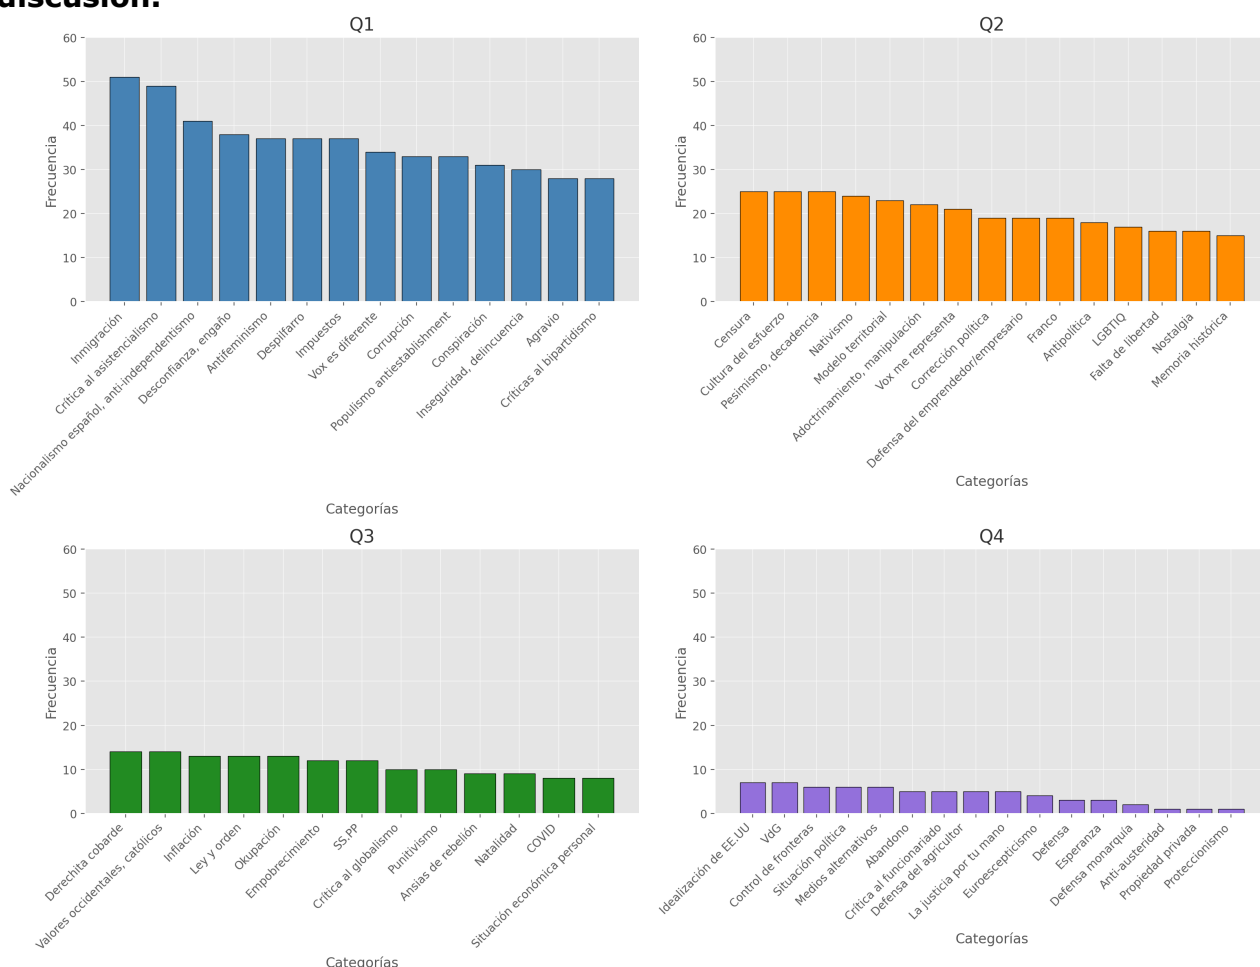 discusión.
Q1
60
50
40
30
20
10
0
Frecuencia
Inmigración
Crítica al asistencialismo
Nacionalismo español, anti-independentismo
Desconfianza, engaño
Antifeminismo
Despilfarro
Impuestos
Vox es diferente
Corrupción
Populismo antiestablishment
Conspiración
Inseguridad, delincuencia
Agravio
Críticas al bipartidismo
Categorías
Q2
60
50
40
30
20
10
0
Frecuencia
Censura
Cultura del esfuerzo
Pesimismo, decadencia
Nativismo
Modelo territorial
Adoctrinamiento, manipulación
Vox me representa
Corrección política
Defensa del emprendedor/empresario
Franco
Antipolítica
LGBTIQ
Falta de libertad
Nostalgia
Memoria histórica
Categorías
Q3
60
50
40
30
20
10
0
Frecuencia
Derechita cobarde
Valores occidentales, católicos
Inflación
Ley y orden
Okupación
Empobrecimiento
SS.PP
Crítica al globalismo
Punitivismo
Ansias de rebelión
Natalidad
COVID
Situación económica personal
Categorías
Q4
60
50
40
30
20
10
0
Frecuencia
Idealización de EE.UU
VdG
Control de fronteras
Situación política
Medios alternativos
Abandono
Crítica al funcionariado
Defensa del agricultor
La justicia por tu mano
Euroescepticismo
Defensa
Esperanza
Defensa monarquía
Anti-austeridad
Propiedad privada
Proteccionismo
Categorías